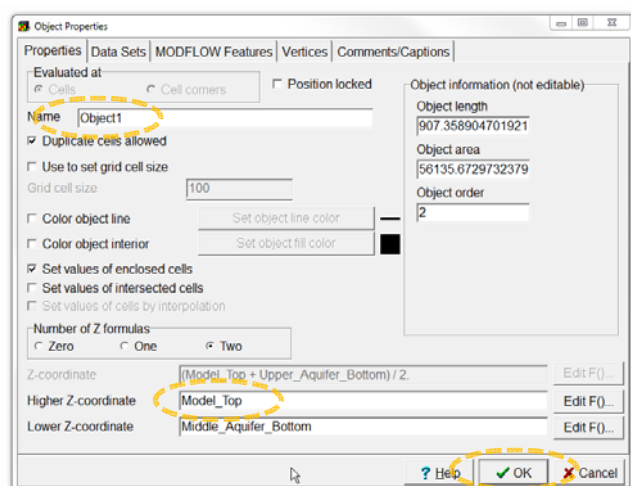 Object Properties
Properties Data Sets MODFLOW Features Vertices Comments/Captions
Evaluated at
Cells Cell corners
Position locked
Name Object1
Duplicate cells allowed
Use to set grid cell size
Grid cell size 100
Color object line Set object line color
Color object interior Set object fill color
Set values of enclosed cells
Set values of intersected cells
Set values of cells by interpolation
Number of Z formulas
Zero One Two
Object information (not editable)
Object length
907.358904701921
Object area
56135.6729732379
Object order
2
Z-coordinate (Model_Top + Upper_Aquifer_Bottom) / 2. Edit F()...
Higher Z-coordinate Model_Top Edit F()...
Lower Z-coordinate Middle_Aquifer_Bottom Edit F()...
? Help OK Cancel